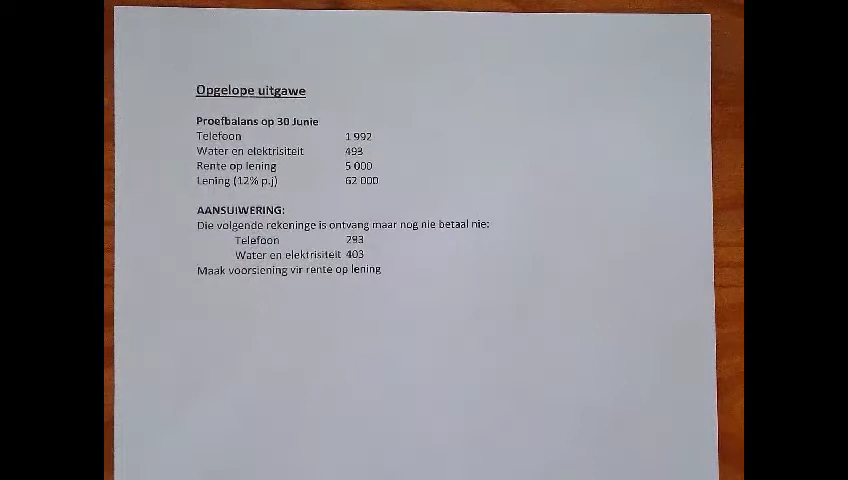 Opgelope uitgawe
Proefbalans op 30 Junie
Telefoon 1 992
Water en elektrisiteit 493
Rente op lening 5 000
Lening (12% p.j) 62 000
AANSUIWERING:
Die volgende rekeninge is ontvang maar nog nie betaal nie:
Telefoon 293
Water en elektrisiteit 403
Maak voorsiening vir rente op lening